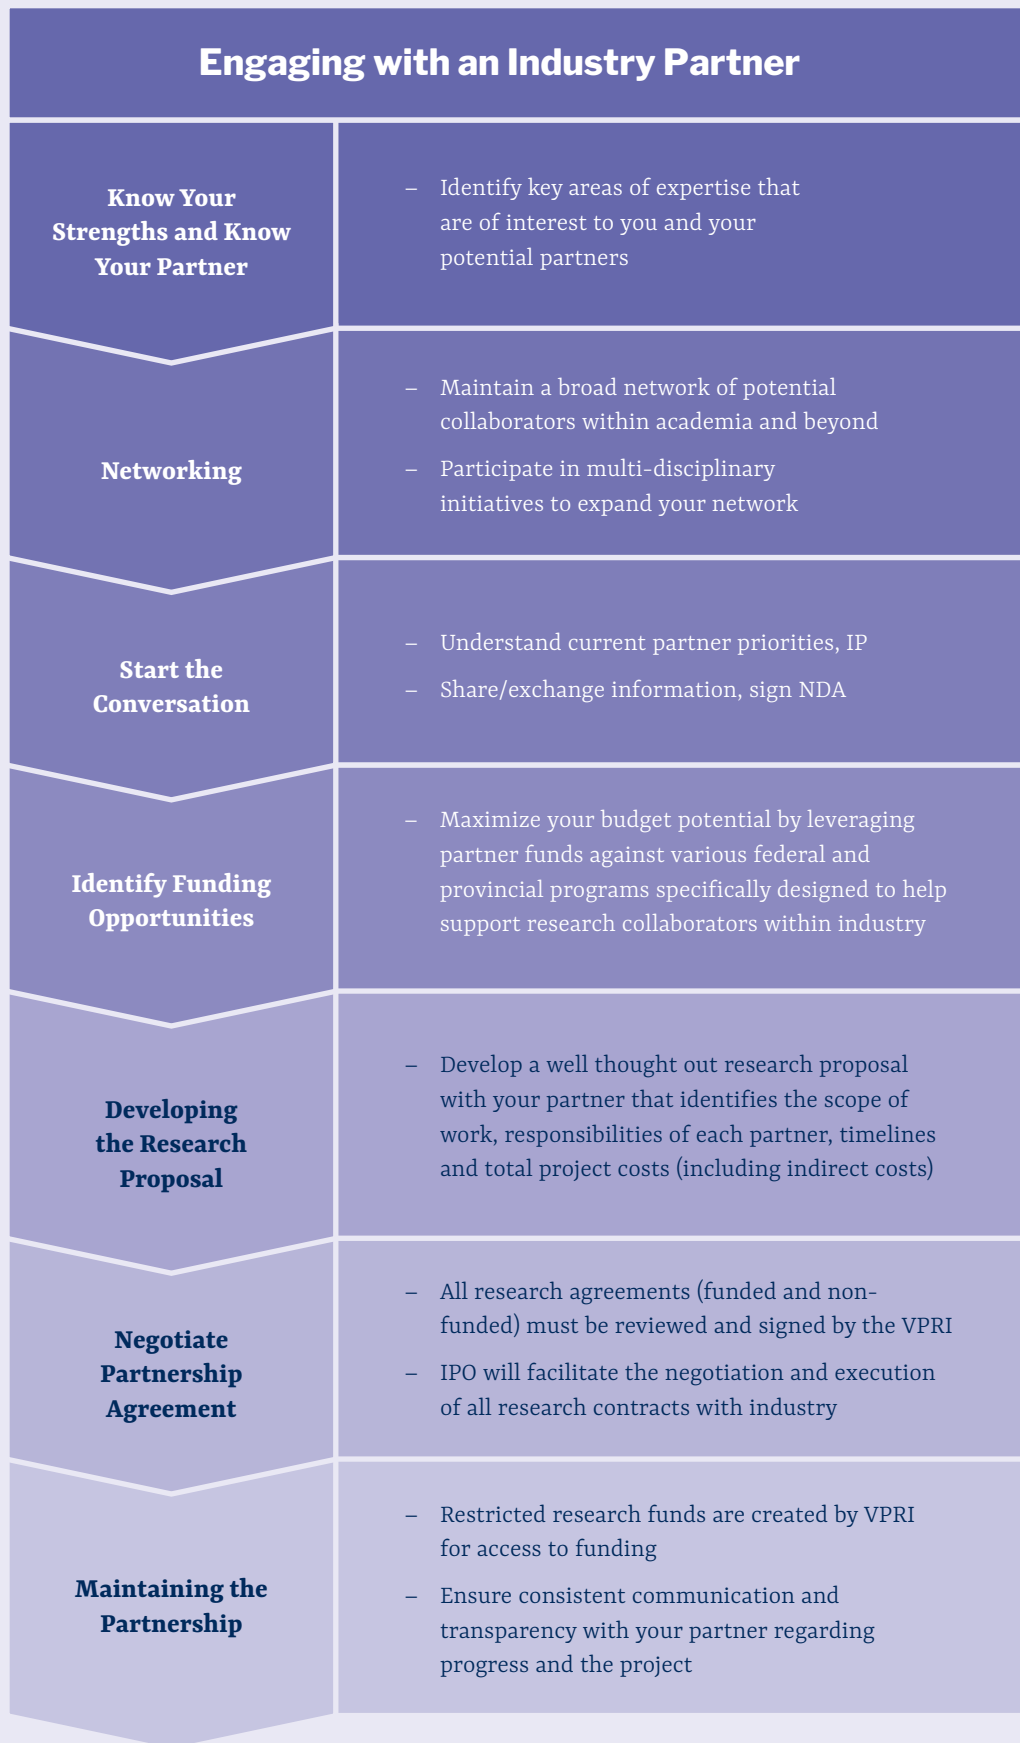 Engaging with an Industry Partner
Know Your
Strengths and Know
Your Partner
– Identify key areas of expertise that
are of interest to you and your
potential partners
Networking
– Maintain a broad network of potential
collaborators within academia and beyond
– Participate in multi-disciplinary
initiatives to expand your network
Start the
Conversation
– Understand current partner priorities, IP
– Share/exchange information, sign NDA
Identify Funding
Opportunities
– Maximize your budget potential by leveraging
partner funds against various federal and
provincial programs specifically designed to help
support research collaborators within industry
Developing
the Research
Proposal
– Develop a well thought out research proposal
with your partner that identifies the scope of
work, responsibilities of each partner, timelines
and total project costs (including indirect costs)
Negotiate
Partnership
Agreement
– All research agreements (funded and non-
funded) must be reviewed and signed by the VPRI
– IPO will facilitate the negotiation and execution
of all research contracts with industry
Maintaining the
Partnership
– Restricted research funds are created by VPRI
for access to funding
– Ensure consistent communication and
transparency with your partner regarding
progress and the project